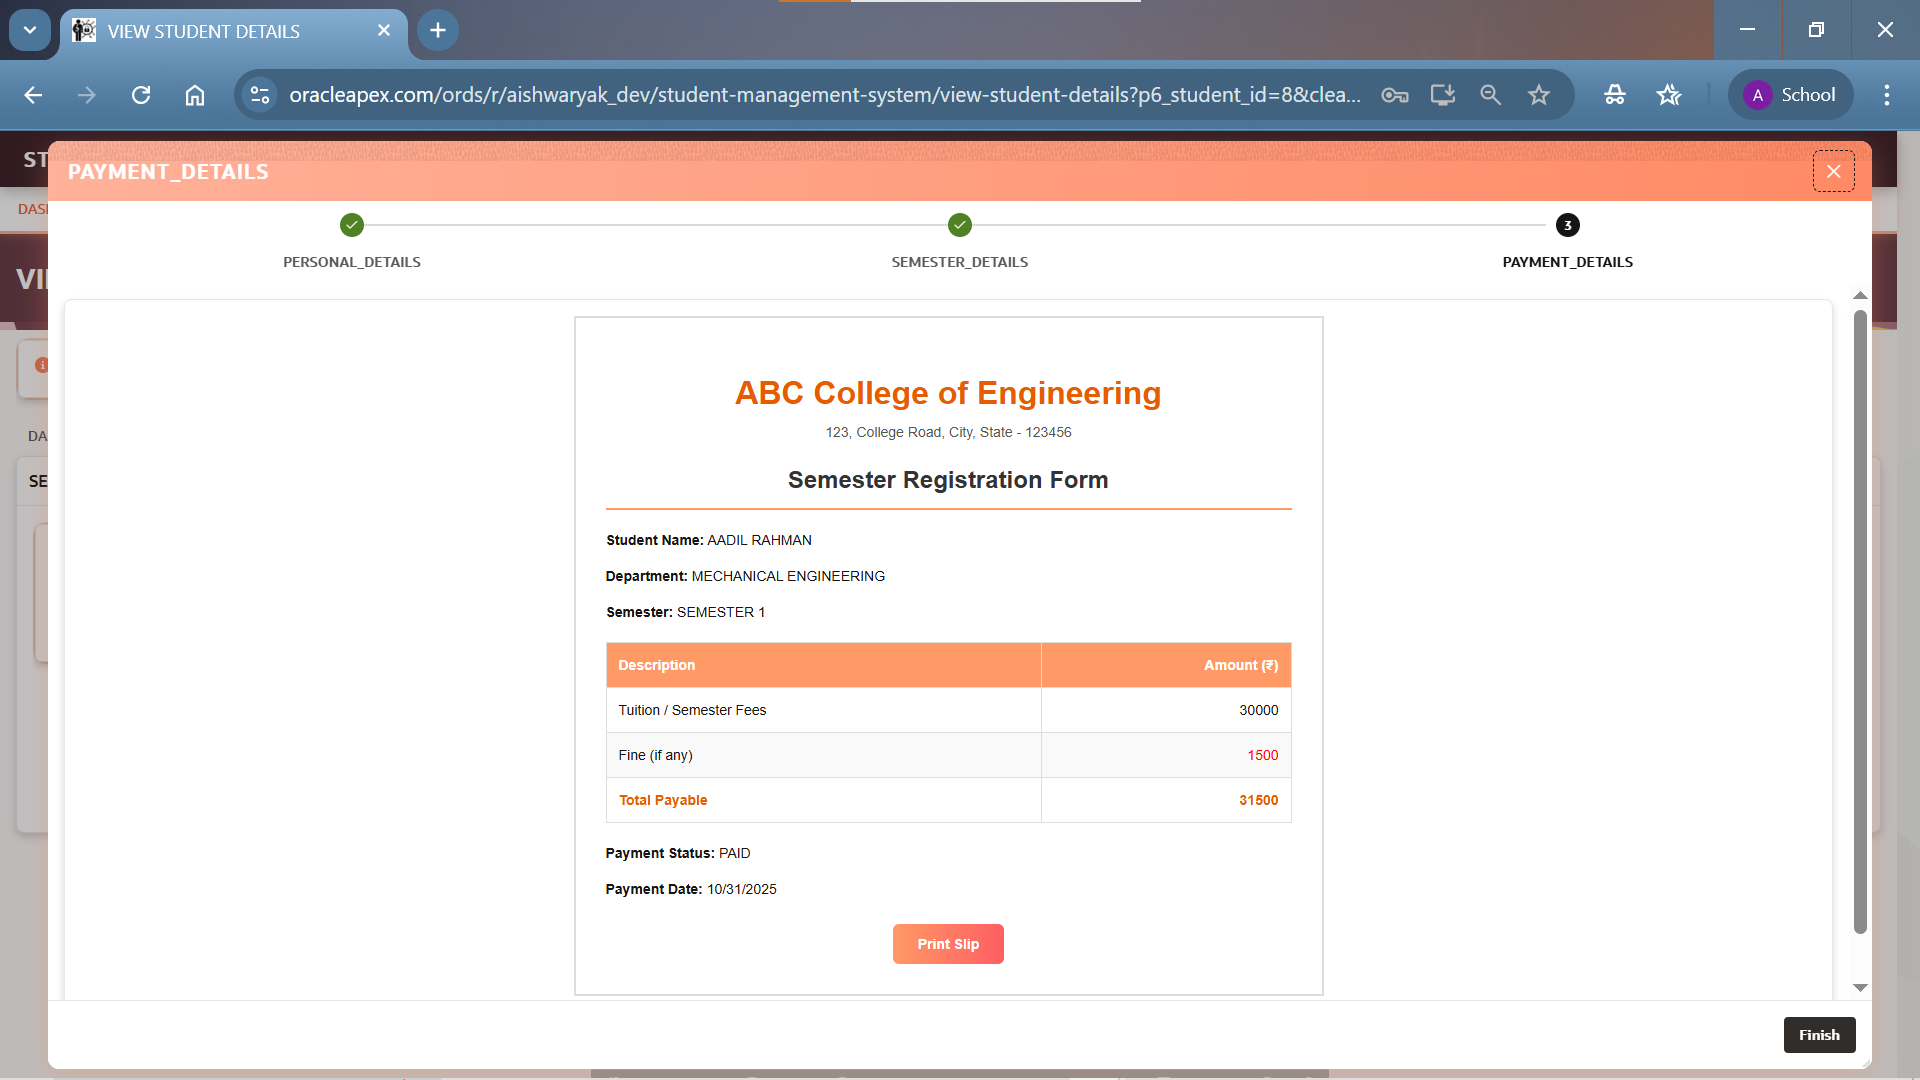 VIEW STUDENT DETAILS
oracleapex.com/ords/r/aishwaryak_dev/student-management-system/view-student-details?p6_student_id=8&clea...
A School
ST
PAYMENT_DETAILS
DAS
3
PERSONAL_DETAILS
SEMESTER_DETAILS
PAYMENT_DETAILS
VI
ABC College of Engineering
123, College Road, City, State - 123456
DA
Semester Registration Form
SE
Student Name: AADIL RAHMAN
Department: MECHANICAL ENGINEERING
Semester: SEMESTER 1
Description Amount (₹)
Tuition / Semester Fees 30000
Fine (if any) 1500
Total Payable 31500
Payment Status: PAID
Payment Date: 10/31/2025
Print Slip
Finish